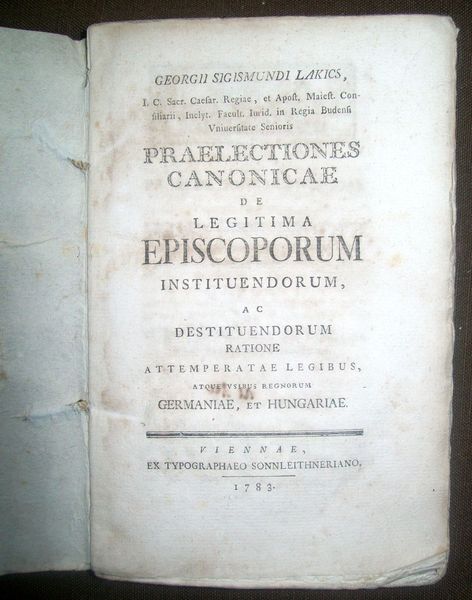 GEORGII SIGISMUNDI LAKICS,
I. C. Sacr. Caesar. Regiae, et Apoſt. Maieſt. Con-
ſiliarii, Inclyt. Facult. Iurid. in Regia Budenſi
Vniuerſitate Senioris
PRAELECTIONES
CANONICAE
DE
LEGITIMA
EPISCOPORUM
INSTITUENDORUM,
AC
DESTITUENDORUM
RATIONE
ATTEMPERATAE LEGIBUS,
ATQUE VSIBUS REGNORUM
GERMANIAE, ET HUNGARIAE.
VIENNAE,
EX TYPOGRAPHAEO SONNLEITHNERIANO,
1783.